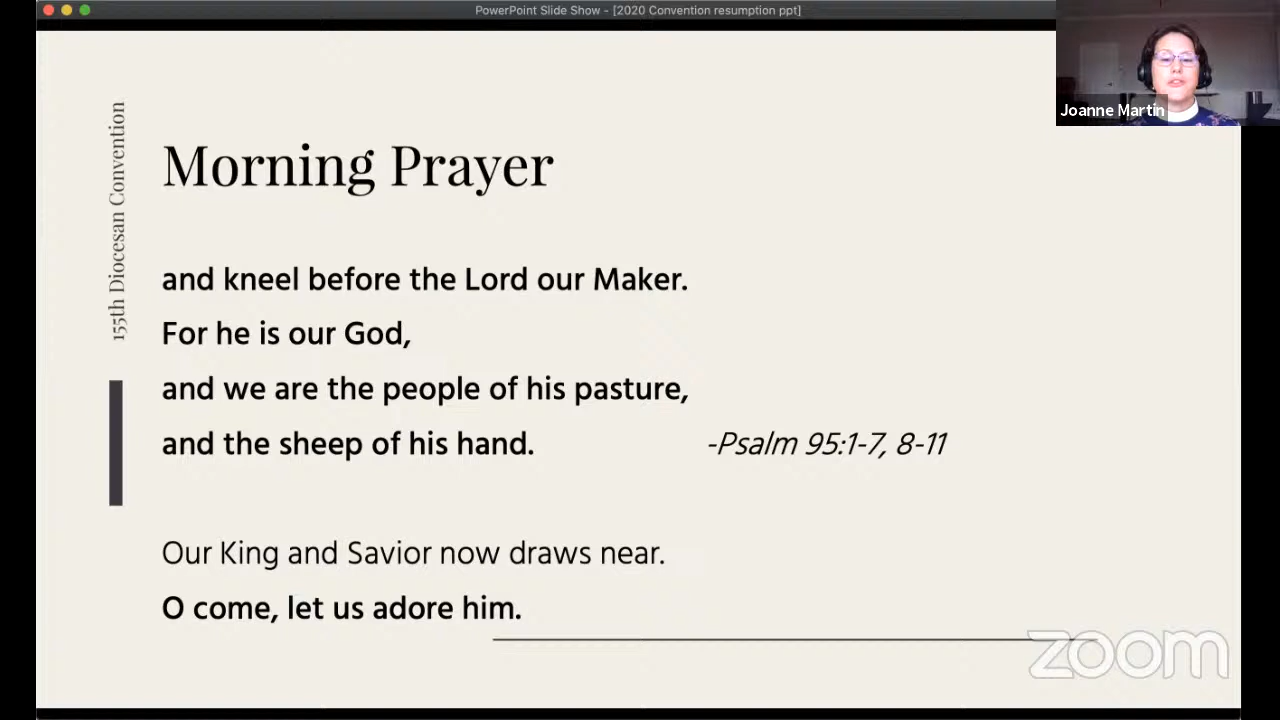 PowerPoint Slide Show - [2020 Convention resumption ppt]
Joanne Martin
155th Diocesan Convention
Morning Prayer
and kneel before the Lord our Maker.
For he is our God,
and we are the people of his pasture,
and the sheep of his hand. -Psalm 95:1-7, 8-11
Our King and Savior now draws near.
O come, let us adore him.
zoom